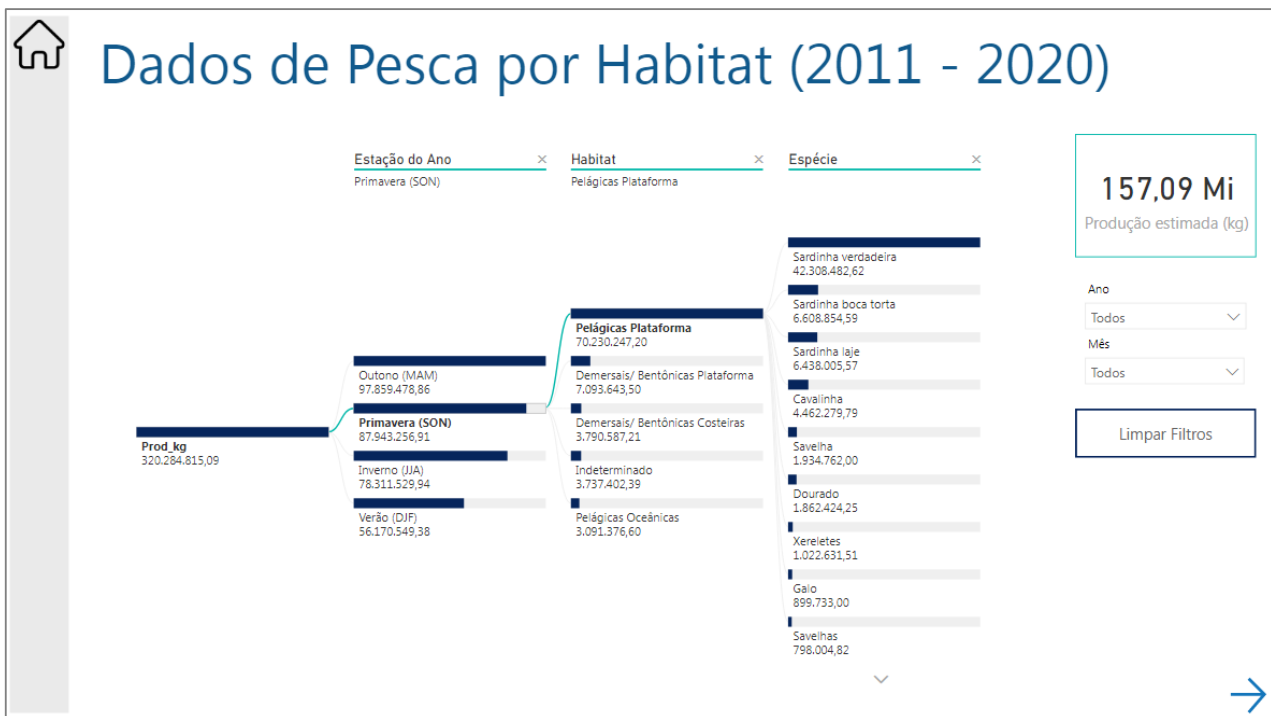 Dados de Pesca por Habitat (2011 - 2020)
Estação do Ano
Primavera (SON)
Habitat
Pelágicas Plataforma
Espécie
Prod_kg
320.284.815,09
Outono (MAM)
97.859.478,86
Primavera (SON)
87.943.256,91
Inverno (JJA)
78.311.529,94
Verão (DJF)
56.170.549,38
Pelágicas Plataforma
70.230.247,20
Demersais/ Bentônicas Plataforma
7.093.643,50
Demersais/ Bentônicas Costeiras
3.790.587,21
Indeterminado
3.737.402,39
Pelágicas Oceânicas
3.091.376,60
Sardinha verdadeira
42.308.482,62
Sardinha boca torta
6.608.854,59
Sardinha laje
6.438.005,57
Cavalinha
4.462.279,79
Savelha
1.934.762,00
Dourado
1.862.424,25
Xereletes
1.022.631,51
Galo
899.733,00
Savelhas
798.004,82
157,09 Mi
Produção estimada (kg)
Ano
Todos
Mês
Todos
Limpar Filtros